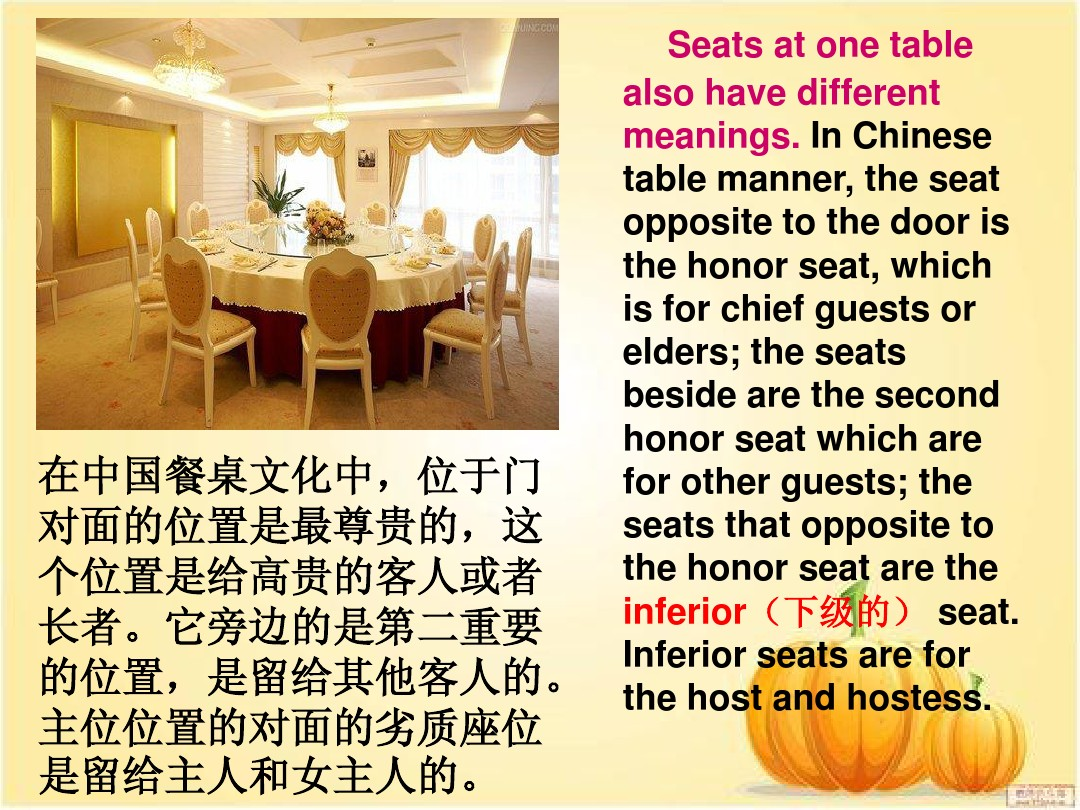 Seats at one table
also have different
meanings. In Chinese
table manner, the seat
opposite to the door is
the honor seat, which
is for chief guests or
elders; the seats
beside are the second
honor seat which are
for other guests; the
seats that opposite to
the honor seat are the
inferior（下级的） seat.
Inferior seats are for
the host and hostess.
在中国餐桌文化中，位于门
对面的位置是最尊贵的，这
个位置是给高贵的客人或者
长者。它旁边的是第二重要
的位置，是留给其他客人的。
主位位置的对面的劣质座位
是留给主人和女主人的。